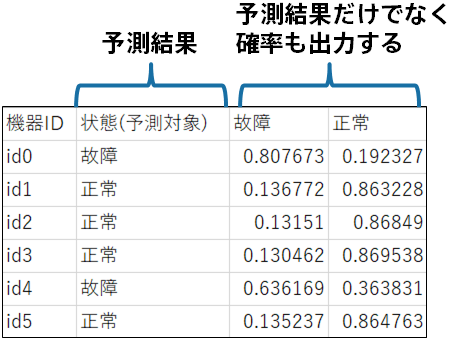 予測結果
予測結果だけでなく
確率も出力する
機器ID 状態(予測対象) 故障 正常
id0 故障 0.807673 0.192327
id1 正常 0.136772 0.863228
id2 正常 0.13151 0.86849
id3 正常 0.130462 0.869538
id4 故障 0.636169 0.363831
id5 正常 0.135237 0.864763